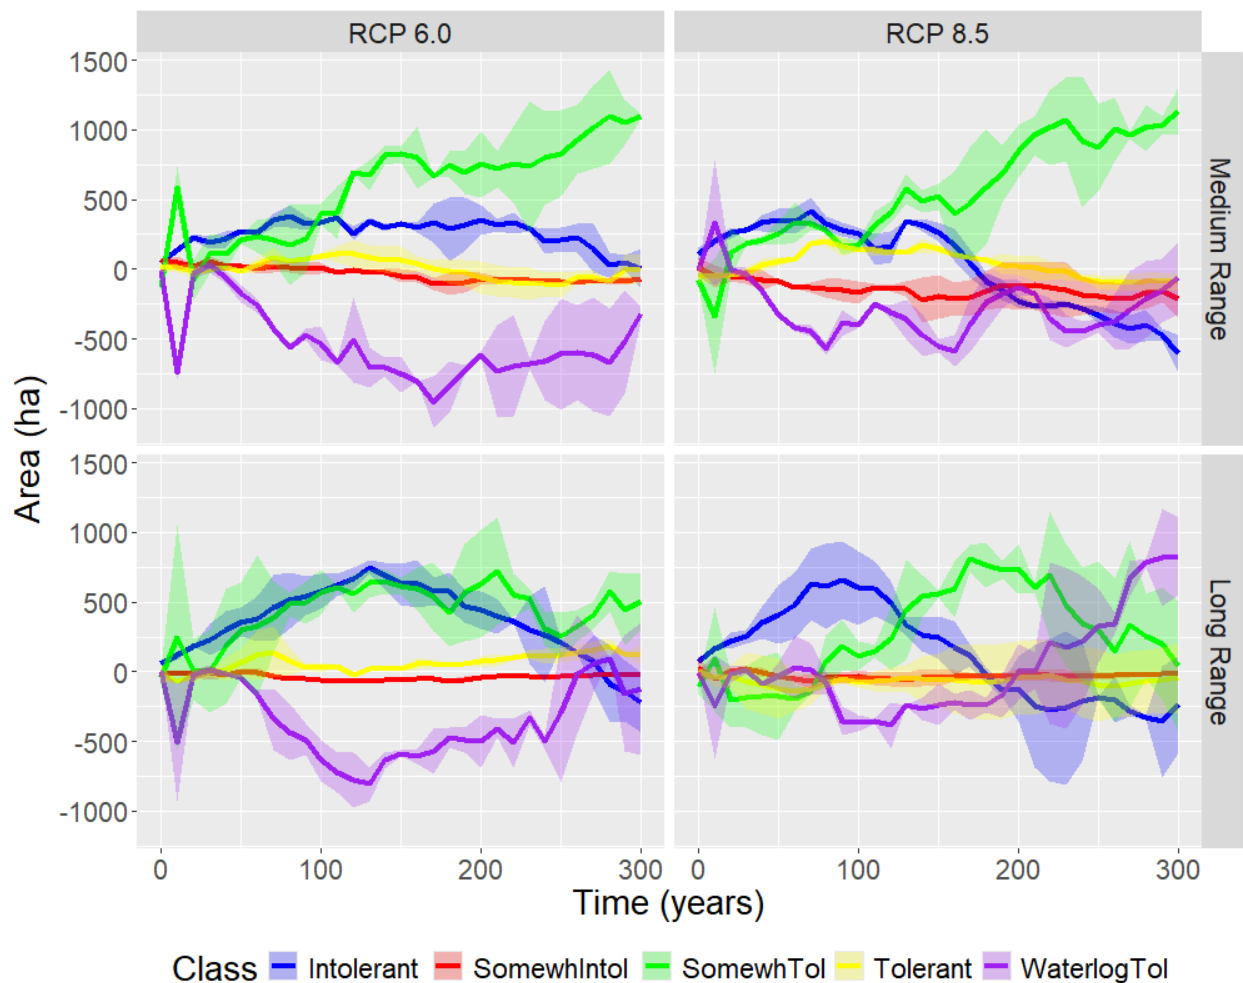 RCP 6.0 RCP 8.5
1500
1000
500
0
-500
-1000
Medium Range
1500
1000
500
0
-500
-1000
Long Range
Area (ha)
0 100 200 300 0 100 200 300
Time (years)
Class Intolerant SomewhIntol SomewhTol Tolerant WaterlogTol